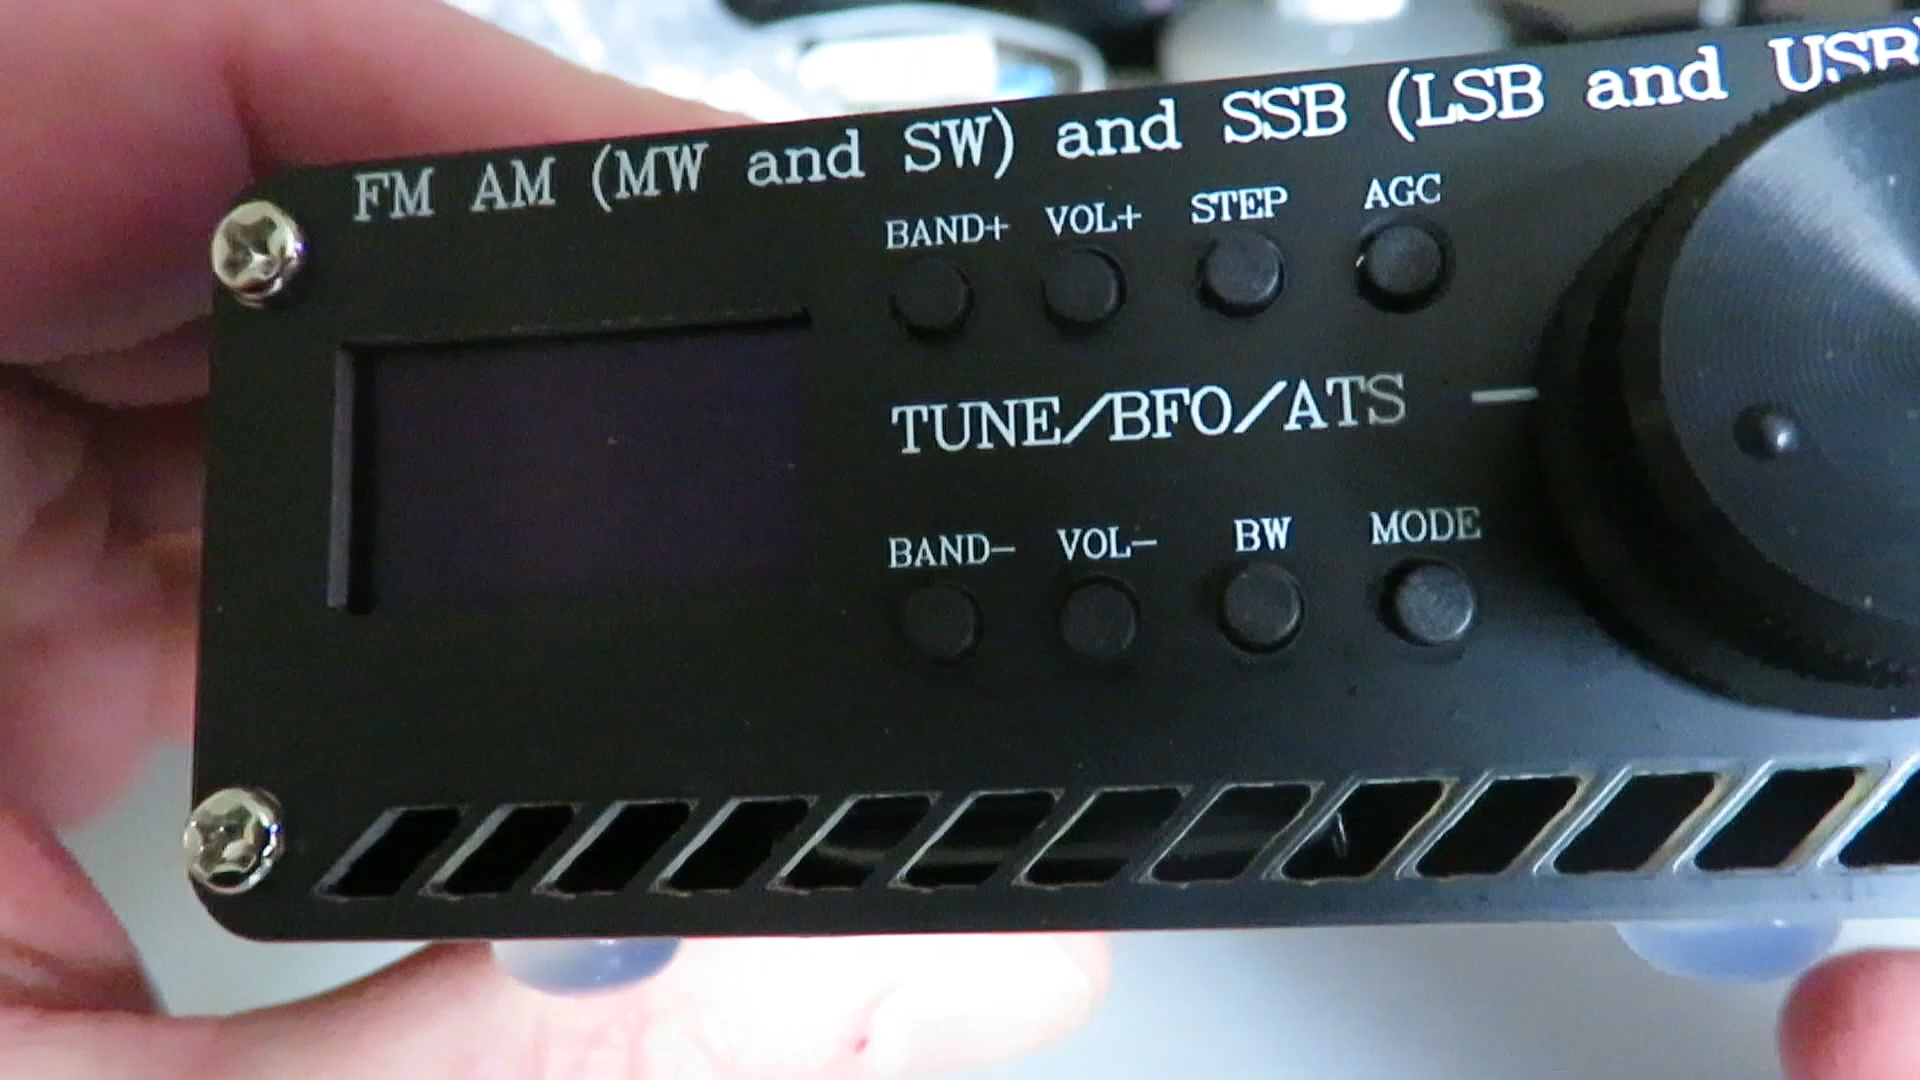 FM AM (MW and SW) and SSB (LSB and USB)
BAND+ VOL+ STEP AGC
TUNE/BFO/ATS —
BAND- VOL- BW MODE